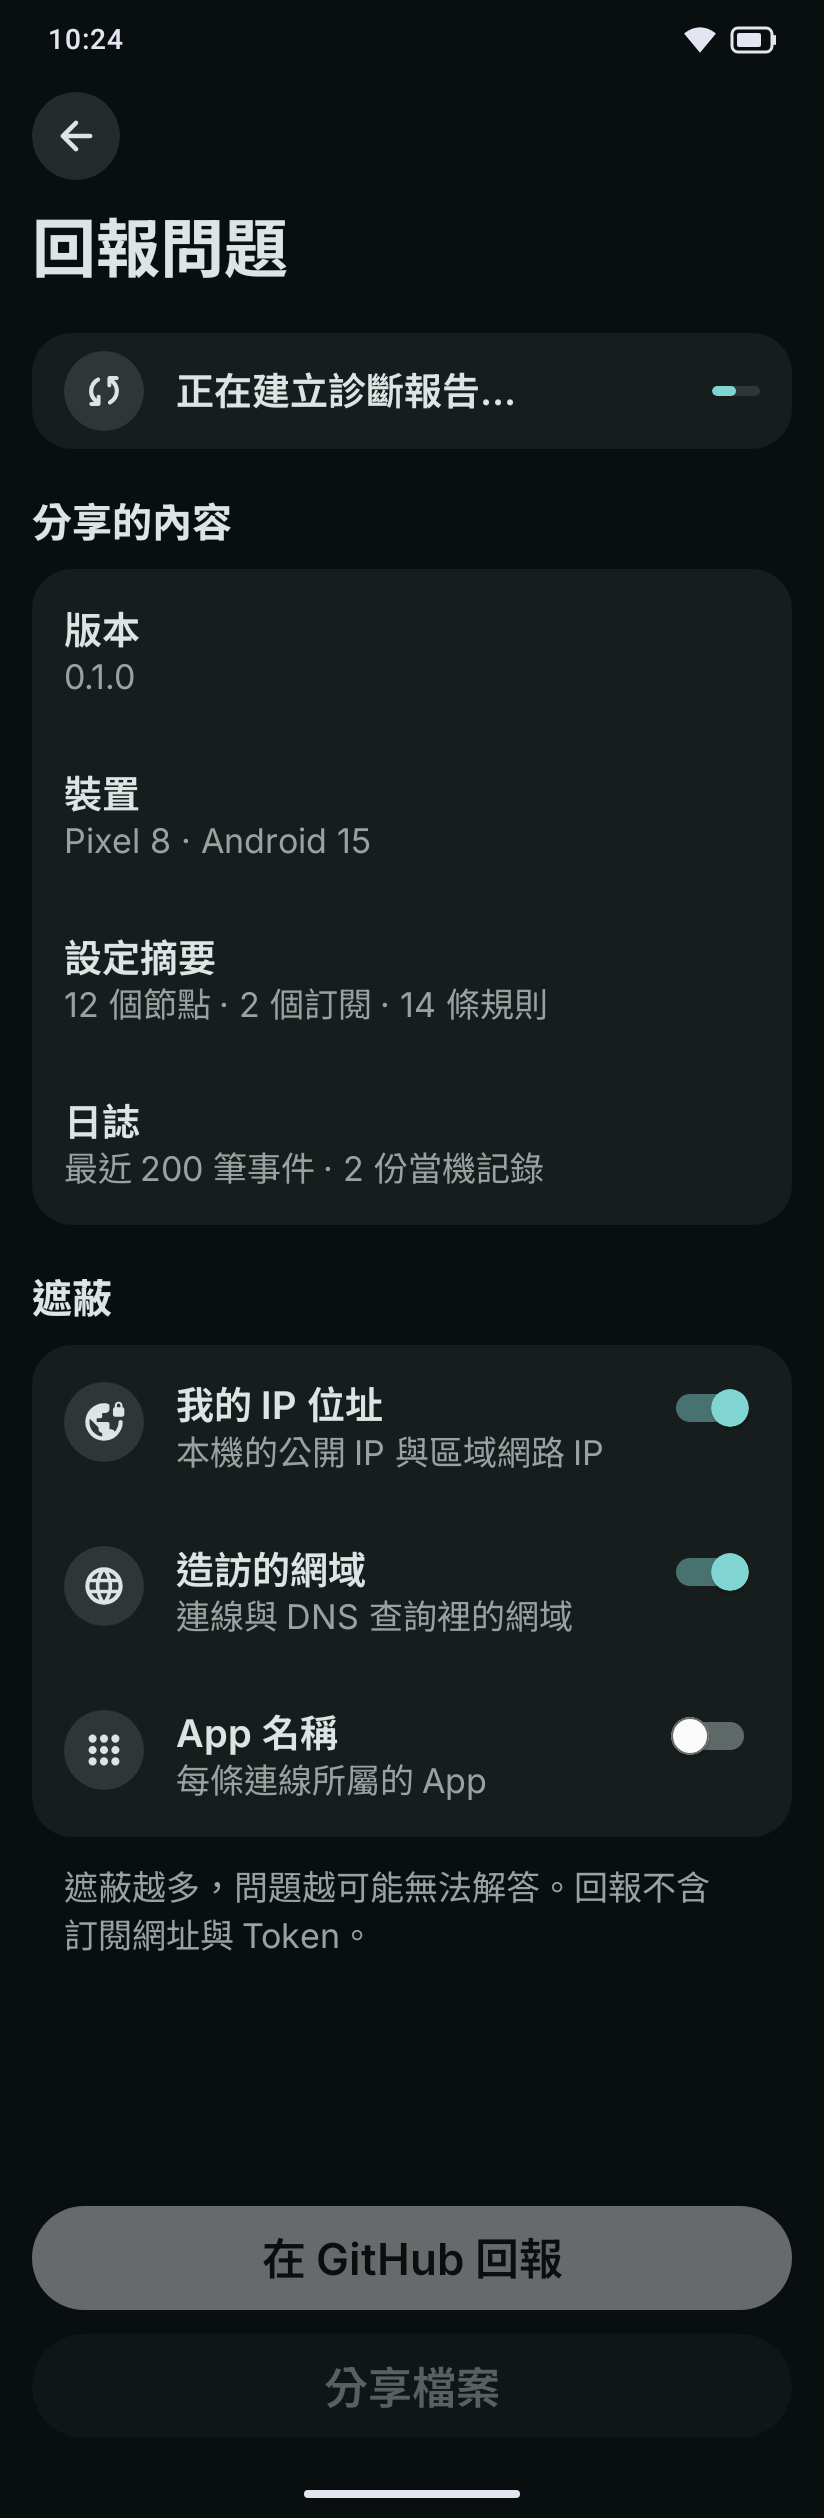 10:24
回報問題
正在建立診斷報告...
分享的內容
版本
0.1.0
裝置
Pixel 8 · Android 15
設定摘要
12 個節點 · 2 個訂閱 · 14 條規則
日誌
最近 200 筆事件 · 2 份當機記錄
遮蔽
我的 IP 位址
本機的公開 IP 與區域網路 IP
造訪的網域
連線與 DNS 查詢裡的網域
App 名稱
每條連線所屬的 App
遮蔽越多，問題越可能無法解答。回報不含
訂閱網址與 Token。
在 GitHub 回報
分享檔案